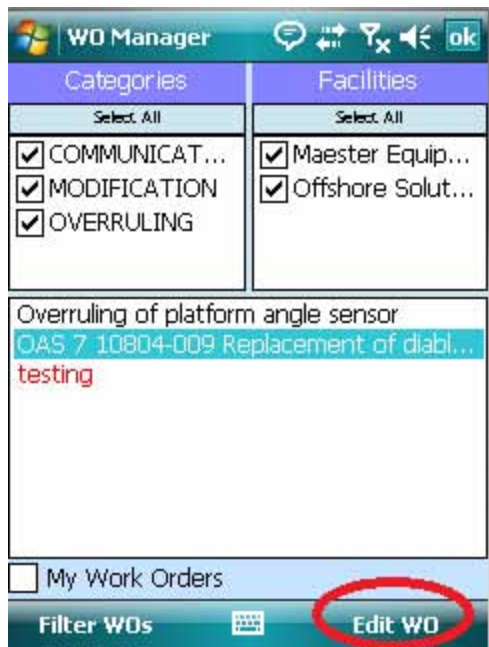 WO Manager
ok
Categories
Facilities
Select All
Select All
COMMUNICAT...
Maester Equip...
MODIFICATION
Offshore Solut...
OVERRULING
Overruling of platform angle sensor
OAS 7 10804-009 Replacement of diabl...
testing
My Work Orders
Filter WOs
Edit WO